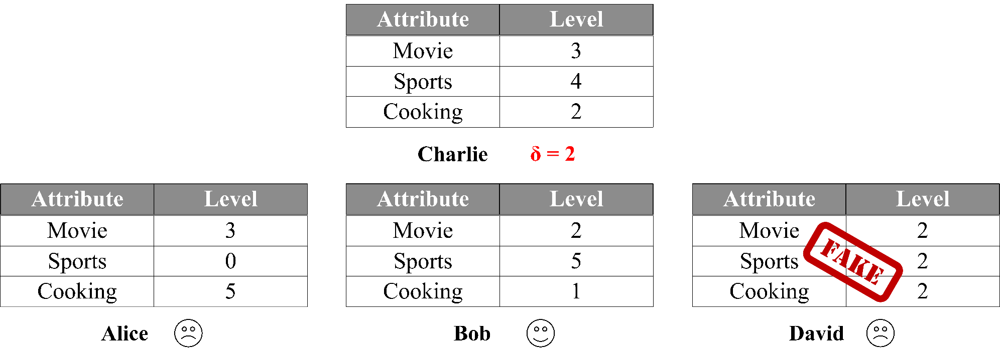 Attribute Level
Movie 3
Sports 4
Cooking 2
Charlie δ = 2
Attribute Level
Movie 3
Sports 0
Cooking 5
Alice
Attribute Level
Movie 2
Sports 5
Cooking 1
Bob
Attribute Level
Movie 2
Sports 2
Cooking 2
FAKE
David